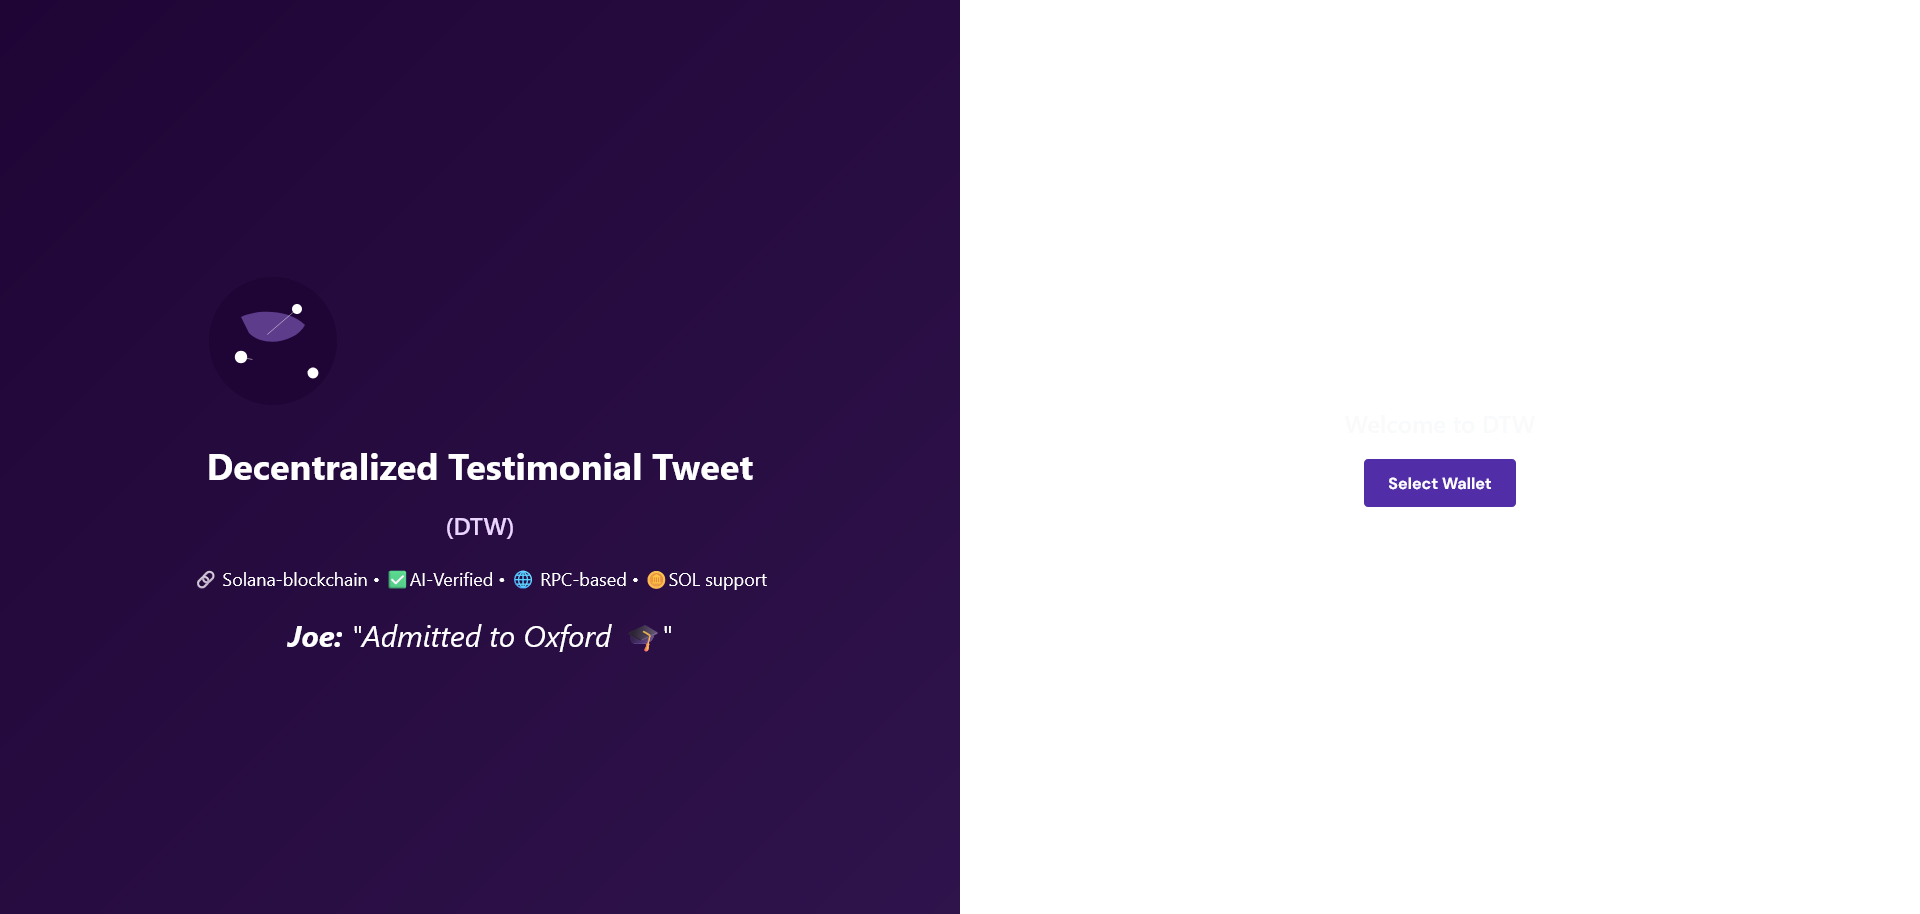 Decentralized Testimonial Tweet
(DTW)
🔗 Solana-blockchain • ✅AI-Verified • 🌐 RPC-based • 🪙SOL support
Joe: "Admitted to Oxford 🎓"
Welcome to DTW
Select Wallet